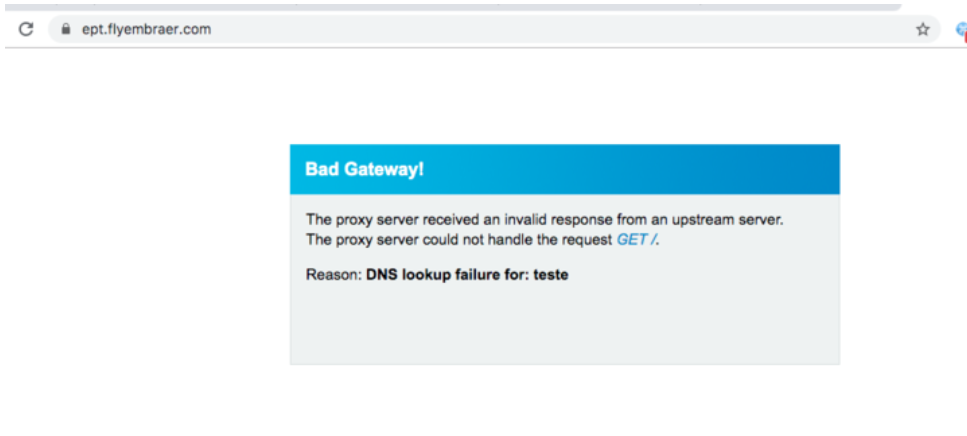 ept.flyembraer.com
Bad Gateway!
The proxy server received an invalid response from an upstream server.
The proxy server could not handle the request GET /.
Reason: DNS lookup failure for: teste